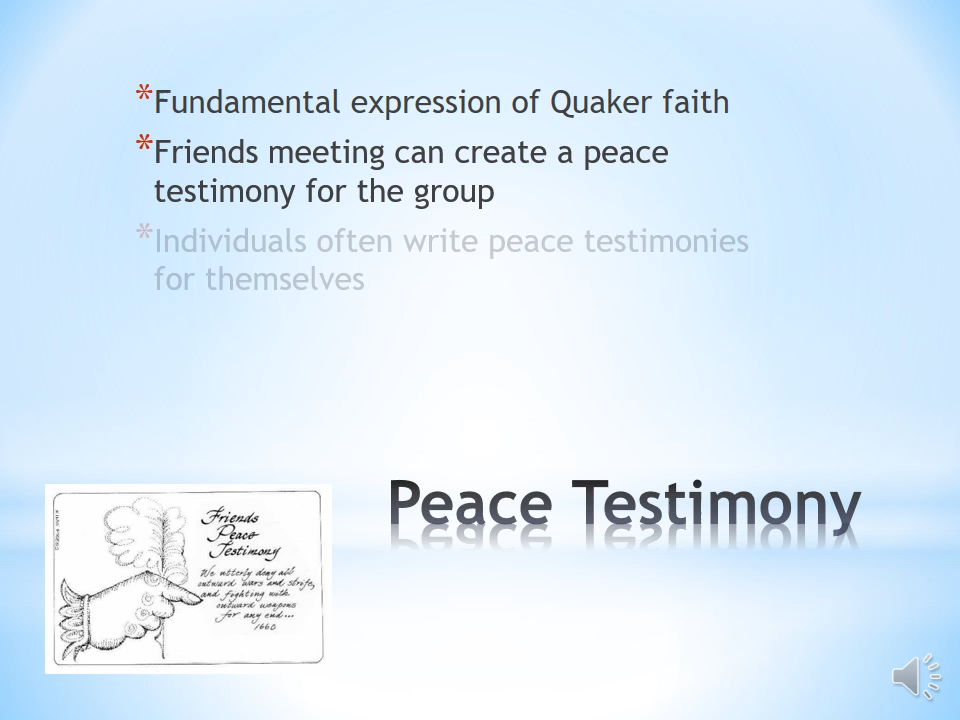 *Fundamental expression of Quaker faith
*Friends meeting can create a peace
testimony for the group
*Individuals often write peace testimonies
for themselves
Peace Testimony
Friends
Peace
Testimony
We utterly deny all
outward wars and strife,
and fighting with
outward weapons
for any end...
1660